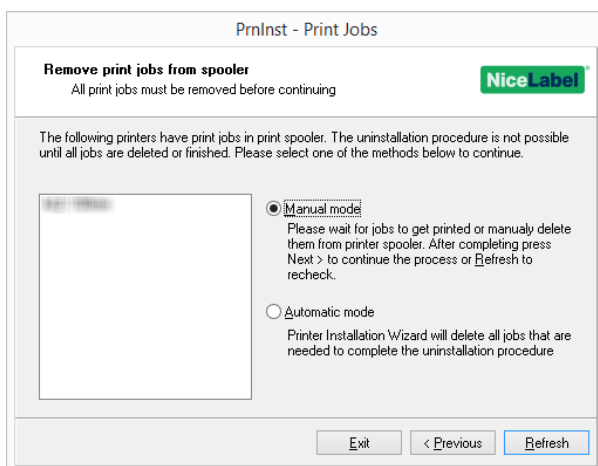 PrnInst - Print Jobs
Remove print jobs from spooler
All print jobs must be removed before continuing
NiceLabel
The following printers have print jobs in print spooler. The uninstallation procedure is not possible
until all jobs are deleted or finished. Please select one of the methods below to continue.
Manual mode
Please wait for jobs to get printed or manualy delete
them from printer spooler. After completing press
Next > to continue the process or Refresh to
recheck.
Automatic mode
Printer Installation Wizard will delete all jobs that are
needed to complete the uninstallation procedure
Exit
< Previous
Refresh